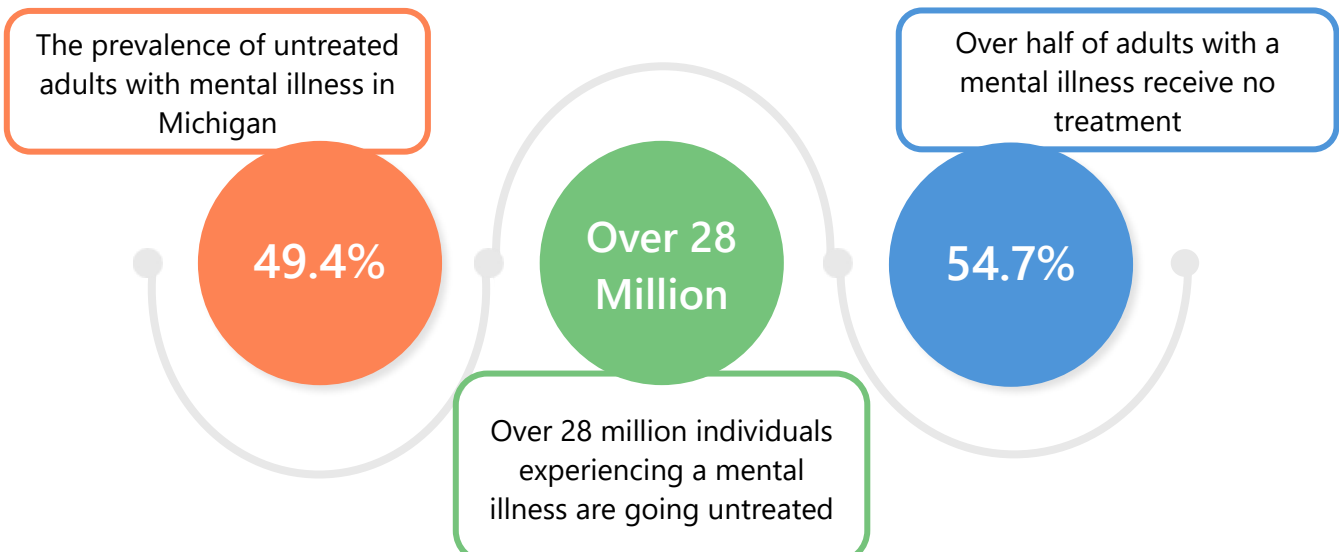 The prevalence of untreated
adults with mental illness in
Michigan
49.4%
Over 28
Million
Over 28 million individuals
experiencing a mental
illness are going untreated
Over half of adults with a
mental illness receive no
treatment
54.7%